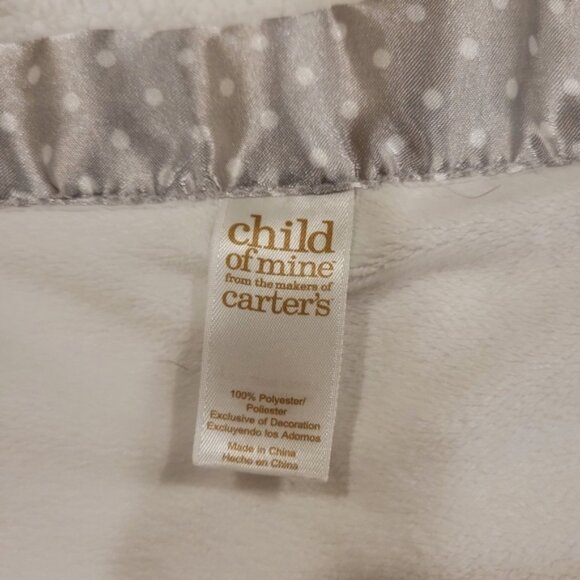 child
of mine™
from the makers of
carter's®
100% Polyester/
Poliester
Exclusive of Decoration
Excluyendo los Adornos
Made in China
Hecho en China